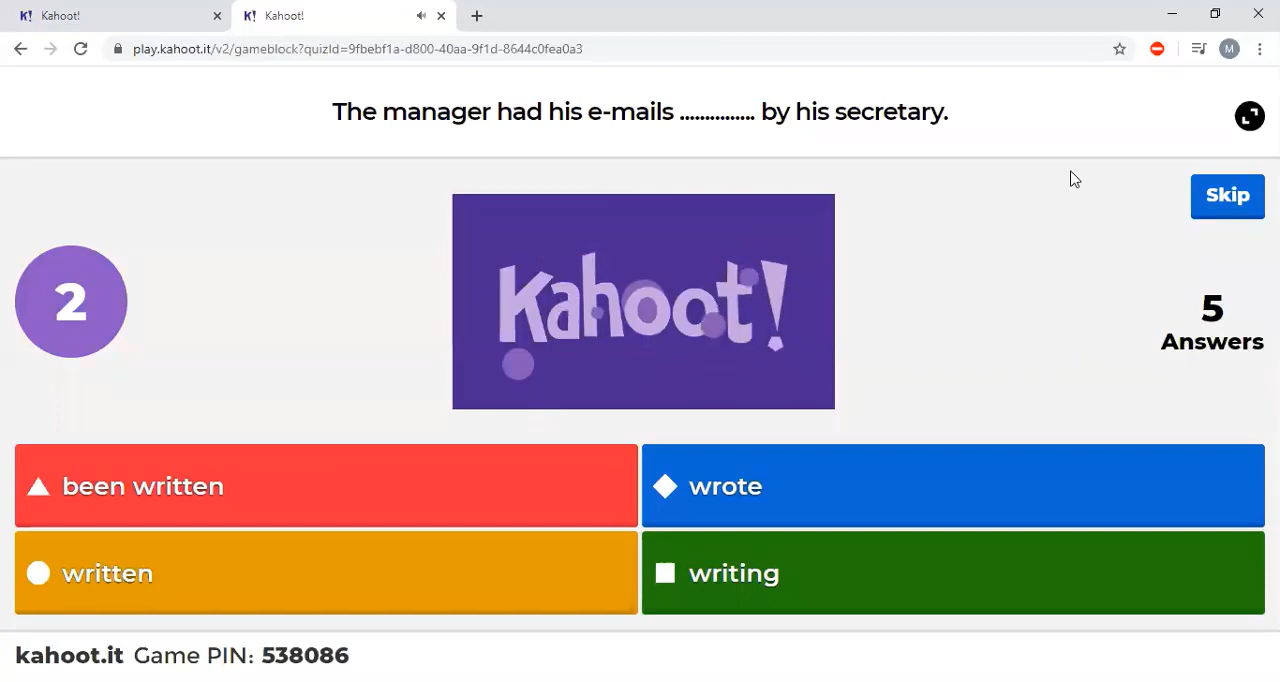 Kahoot!
Kahoot!
play.kahoot.it/v2/gameblock?quizId=9fbebf1a-d800-40aa-9f1d-8644c0fea0a3
M
The manager had his e-mails ............... by his secretary.
Skip
2
Kahoot!
5
Answers
been written
wrote
written
writing
kahoot.it Game PIN: 538086